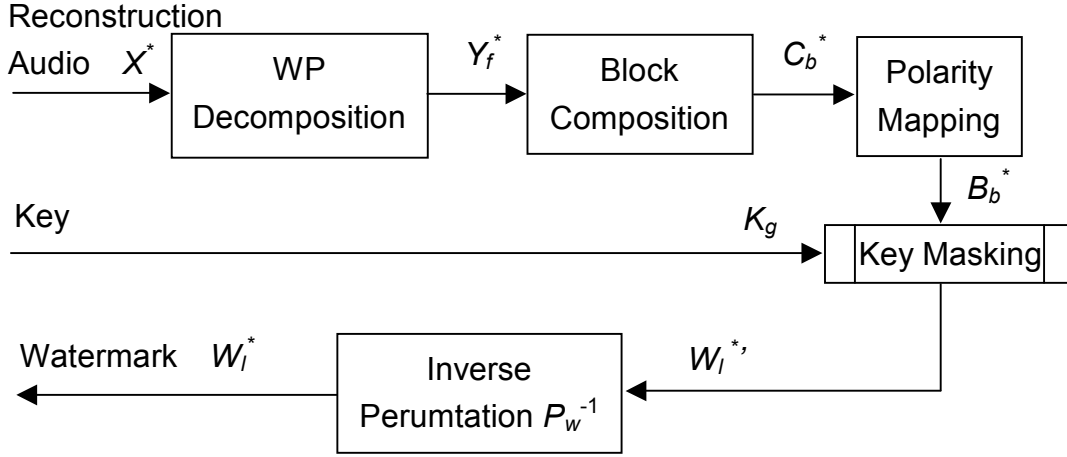 Reconstruction
Audio X*
WP
Decomposition
Y_f*
Block
Composition
C_b*
Polarity
Mapping
B_b*
Key
K_g
Key Masking
Watermark W_l*
Inverse
Perumtation P_w^-1
W_l*'